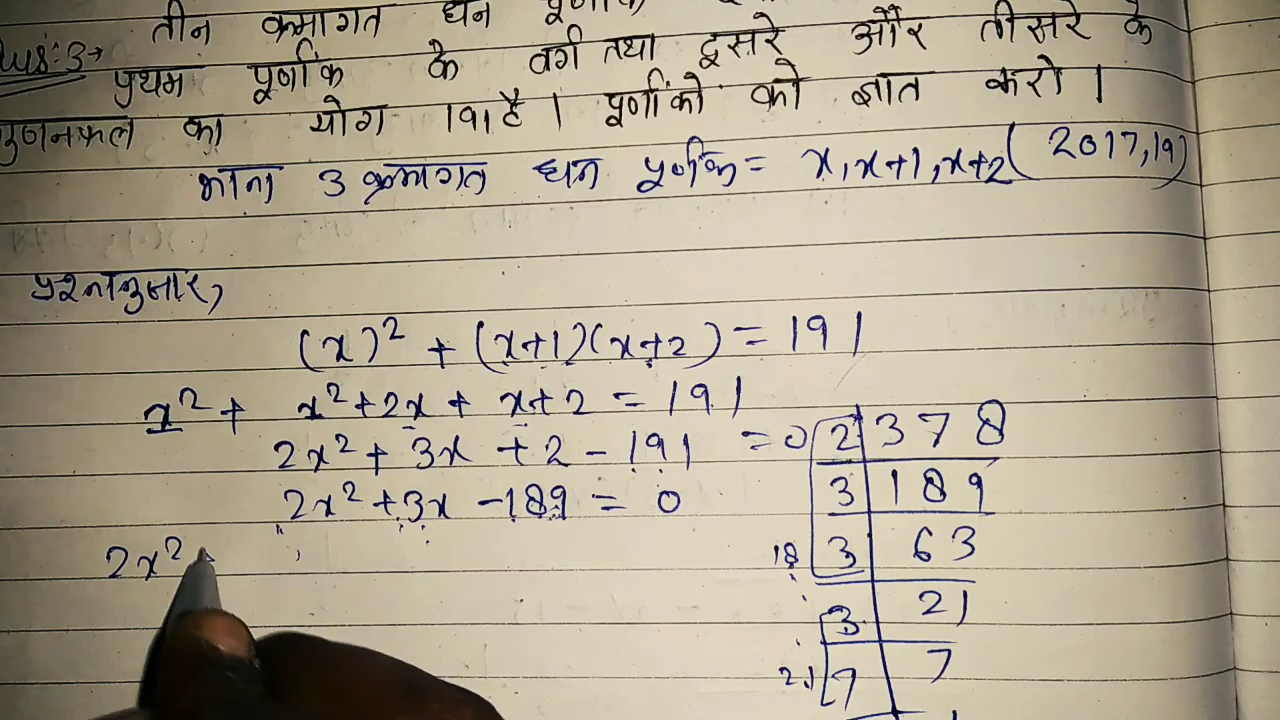 तीन क्रमागत धन पूर्णांक
Ques:3→ प्रथम पूर्णांक के वर्ग तथा दूसरे और तीसरे के
गुणनफल का योग 191 है । पूर्णांको को ज्ञात करो ।
माना 3 क्रमागत धन पूर्णांक = x, x+1, x+2 ( 2017,19)
प्रश्नानुसार,
(x)² + (x+1)(x+2) = 191
x² + x²+2x + x+2 = 191
2x² + 3x + 2 - 191 = 0
2x² + 3x - 189 = 0
2x²
2 | 378
3 | 189
18 3 | 63
3 | 21
21 7 | 7